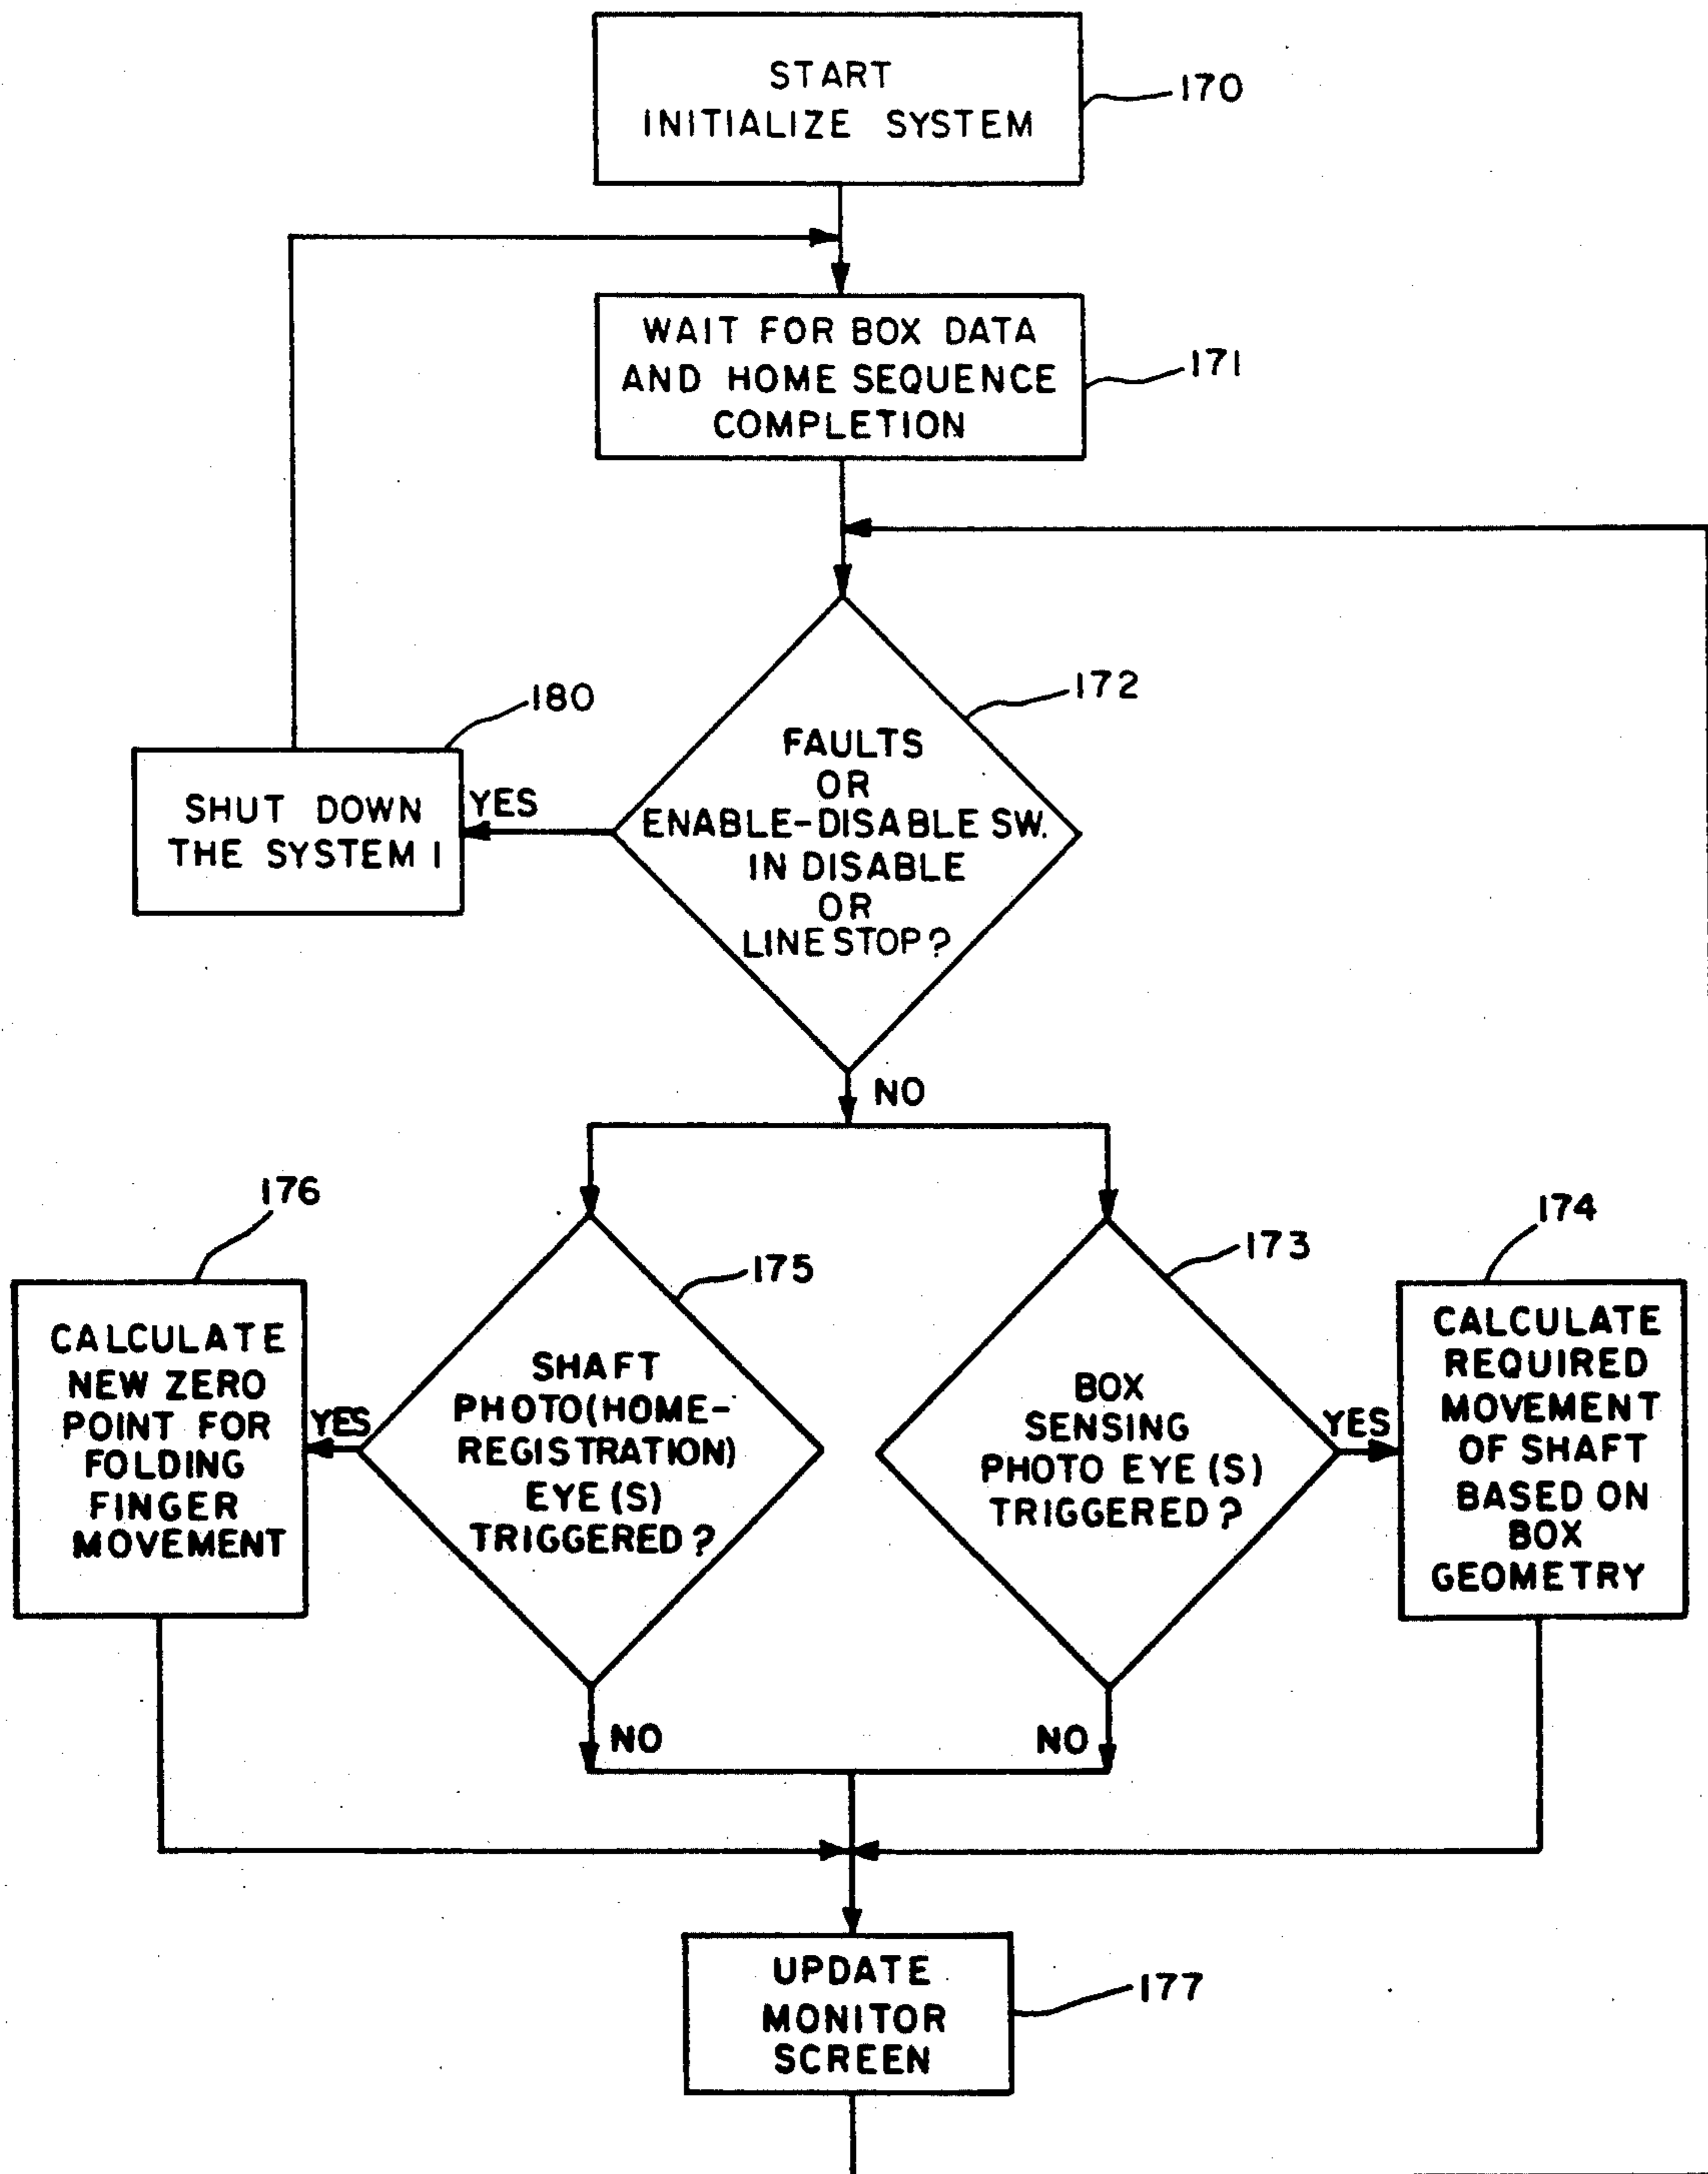 START
INITIALIZE SYSTEM
170
WAIT FOR BOX DATA
AND HOME SEQUENCE
COMPLETION
171
172
FAULTS
OR
ENABLE-DISABLE SW.
IN DISABLE
OR
LINE STOP?
180
SHUT DOWN
THE SYSTEM I
YES
NO
176
CALCULATE
NEW ZERO
POINT FOR
FOLDING
FINGER
MOVEMENT
YES
175
SHAFT
PHOTO(HOME-
REGISTRATION)
EYE(S)
TRIGGERED?
NO
173
BOX
SENSING
PHOTO EYE(S)
TRIGGERED?
NO
YES
174
CALCULATE
REQUIRED
MOVEMENT
OF SHAFT
BASED ON
BOX
GEOMETRY
UPDATE
MONITOR
SCREEN
177